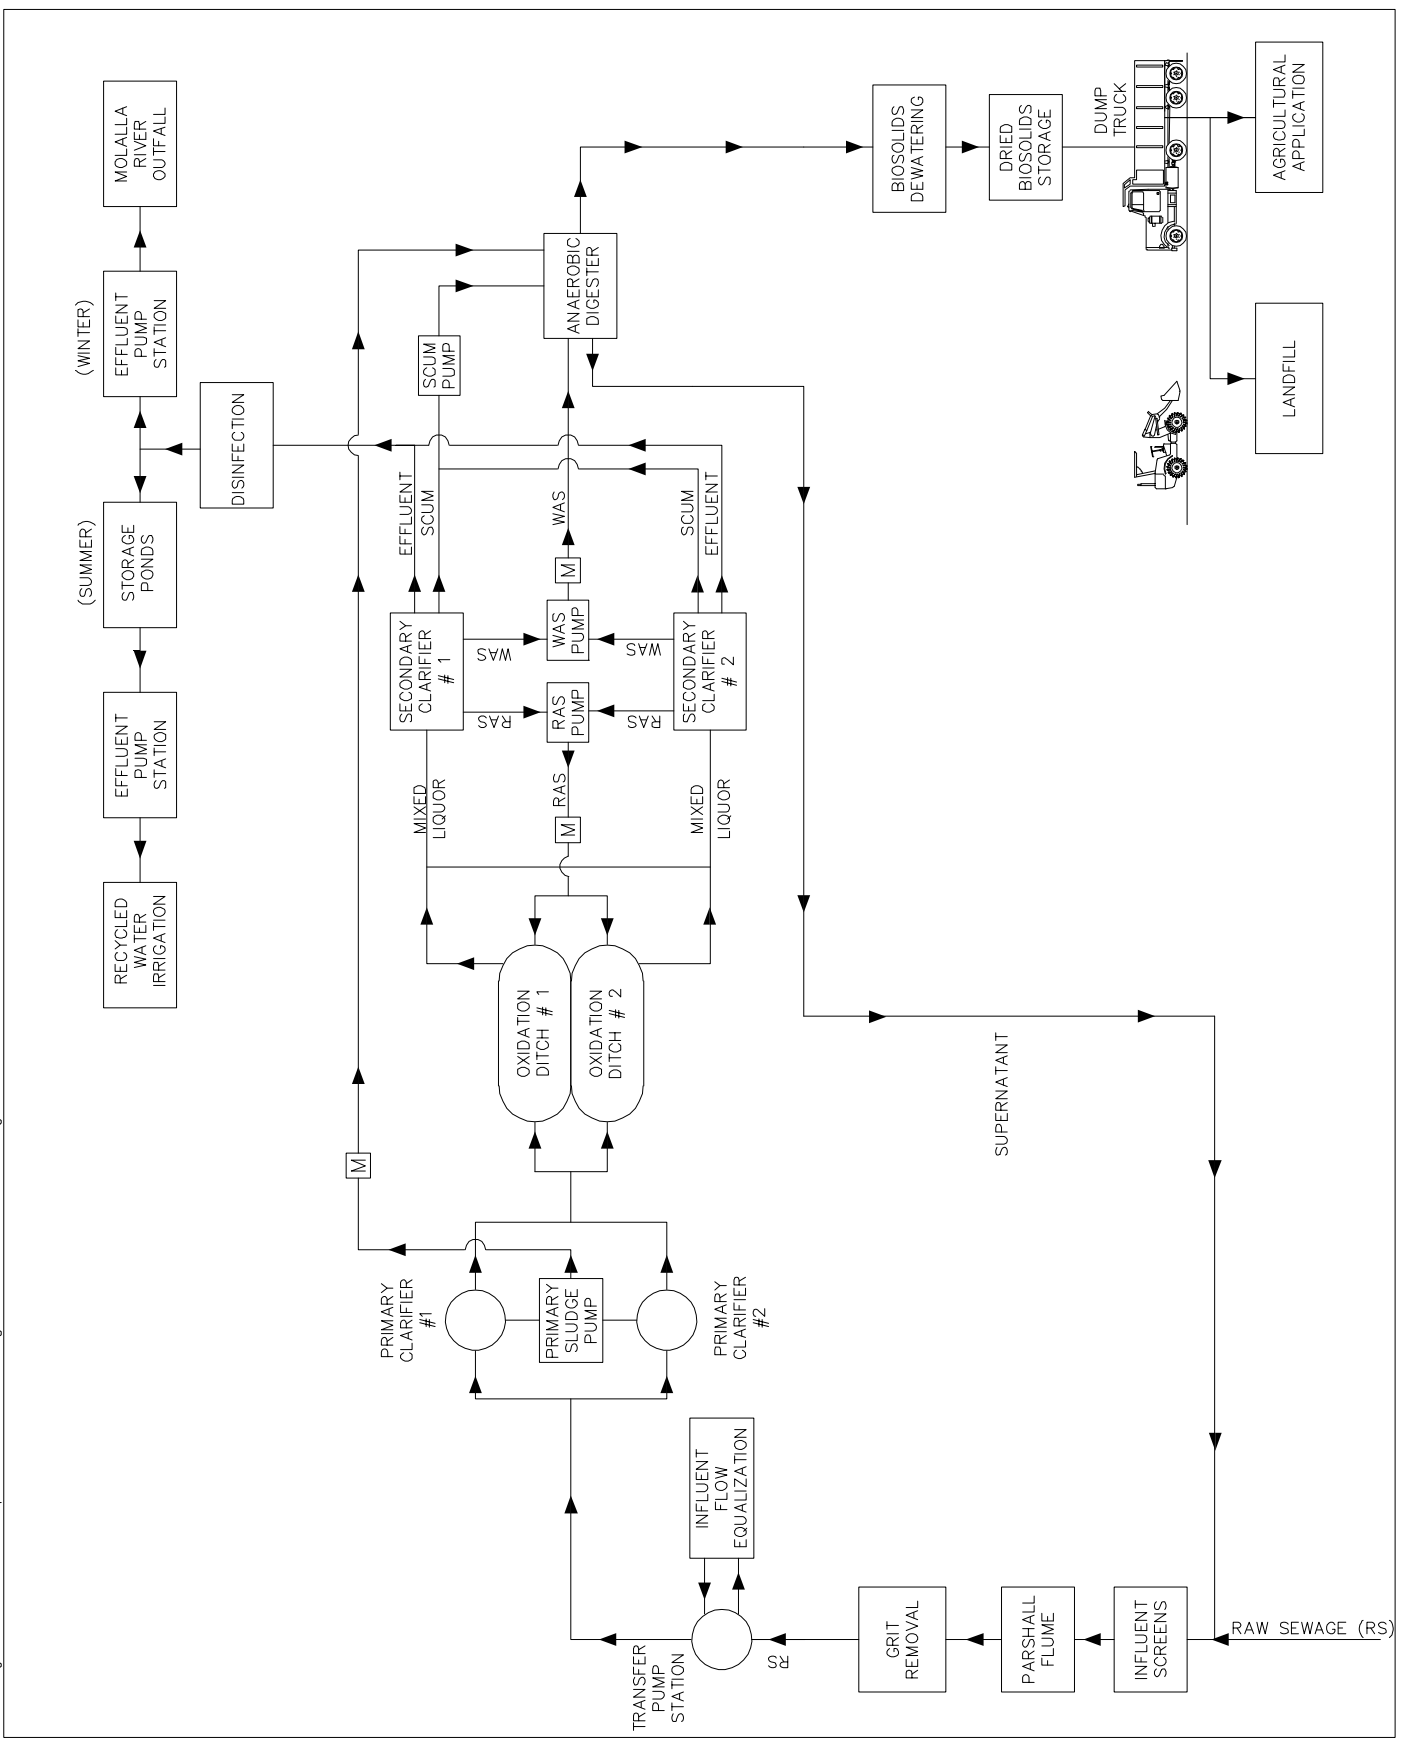 RAW SEWAGE (RS)
INFLUENT
SCREENS
PARSHALL
FLUME
GRIT
REMOVAL
RS
TRANSFER
PUMP
STATION
INFLUENT
FLOW
EQUALIZATION
PRIMARY
CLARIFIER
#1
PRIMARY
SLUDGE
PUMP
PRIMARY
CLARIFIER
#2
M
OXIDATION
DITCH # 1
OXIDATION
DITCH # 2
MIXED
LIQUOR
M
RAS
MIXED
LIQUOR
SECONDARY
CLARIFIER
# 1
RAS
WAS
RAS
PUMP
WAS
PUMP
RAS
WAS
SECONDARY
CLARIFIER
# 2
M
WAS
EFFLUENT
SCUM
SCUM
EFFLUENT
SCUM
PUMP
ANAEROBIC
DIGESTER
SUPERNATANT
DISINFECTION
(SUMMER)
STORAGE
PONDS
EFFLUENT
PUMP
STATION
RECYCLED
WATER
IRRIGATION
(WINTER)
EFFLUENT
PUMP
STATION
MOLALLA
RIVER
OUTFALL
BIOSOLIDS
DEWATERING
DRIED
BIOSOLIDS
STORAGE
DUMP
TRUCK
LANDFILL
AGRICULTURAL
APPLICATION